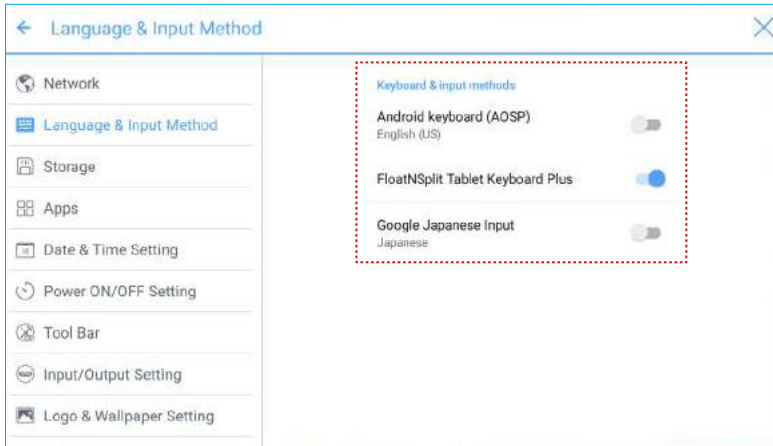 Language & Input Method
Network
Language & Input Method
Storage
Apps
Date & Time Setting
Power ON/OFF Setting
Tool Bar
Input/Output Setting
Logo & Wallpaper Setting
Keyboard & input methods
Android keyboard (AOSP)
English (US)
FloatNSplit Tablet Keyboard Plus
Google Japanese Input
Japanese